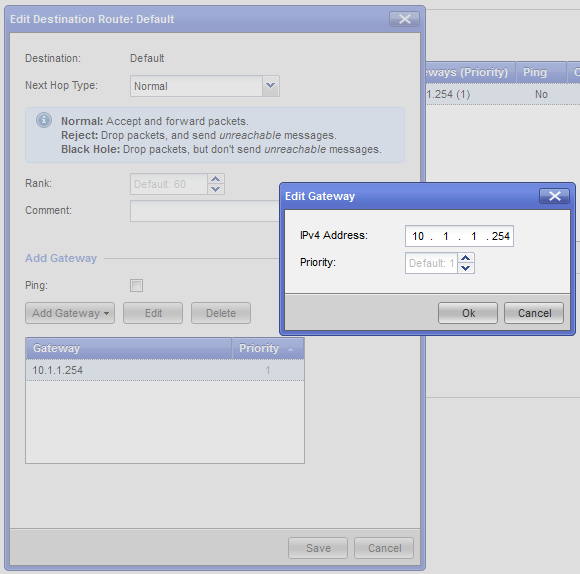 Edit Destination Route: Default
Destination: Default
Next Hop Type: Normal
Normal: Accept and forward packets.
Reject: Drop packets, and send unreachable messages.
Black Hole: Drop packets, but don't send unreachable messages.
Rank: Default: 60
Comment:
Add Gateway
Ping:
Add Gateway Edit Delete
Gateway Priority
10.1.1.254 1
Save Cancel
Edit Gateway
IPv4 Address: 10 . 1 . 1 . 254
Priority: Default: 1
Ok Cancel
eways (Priority) Ping
1.254 (1) No